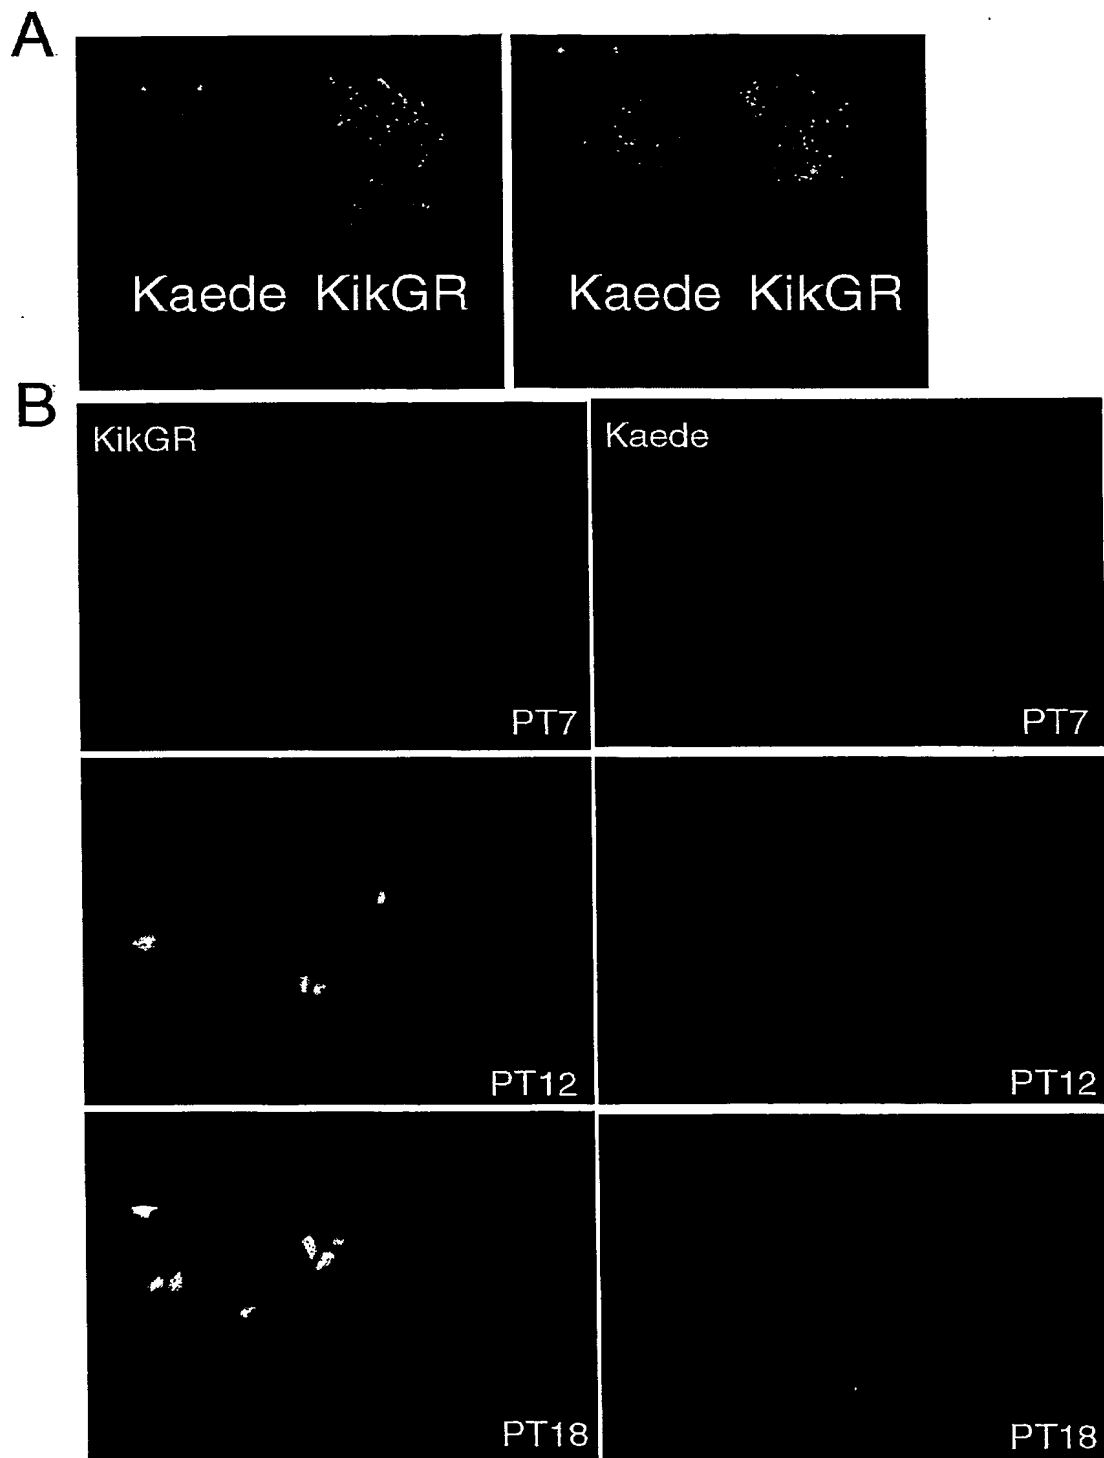 A
Kaede KikGR
Kaede KikGR
B
KikGR
Kaede
PT7
PT7
PT12
PT12
PT18
PT18